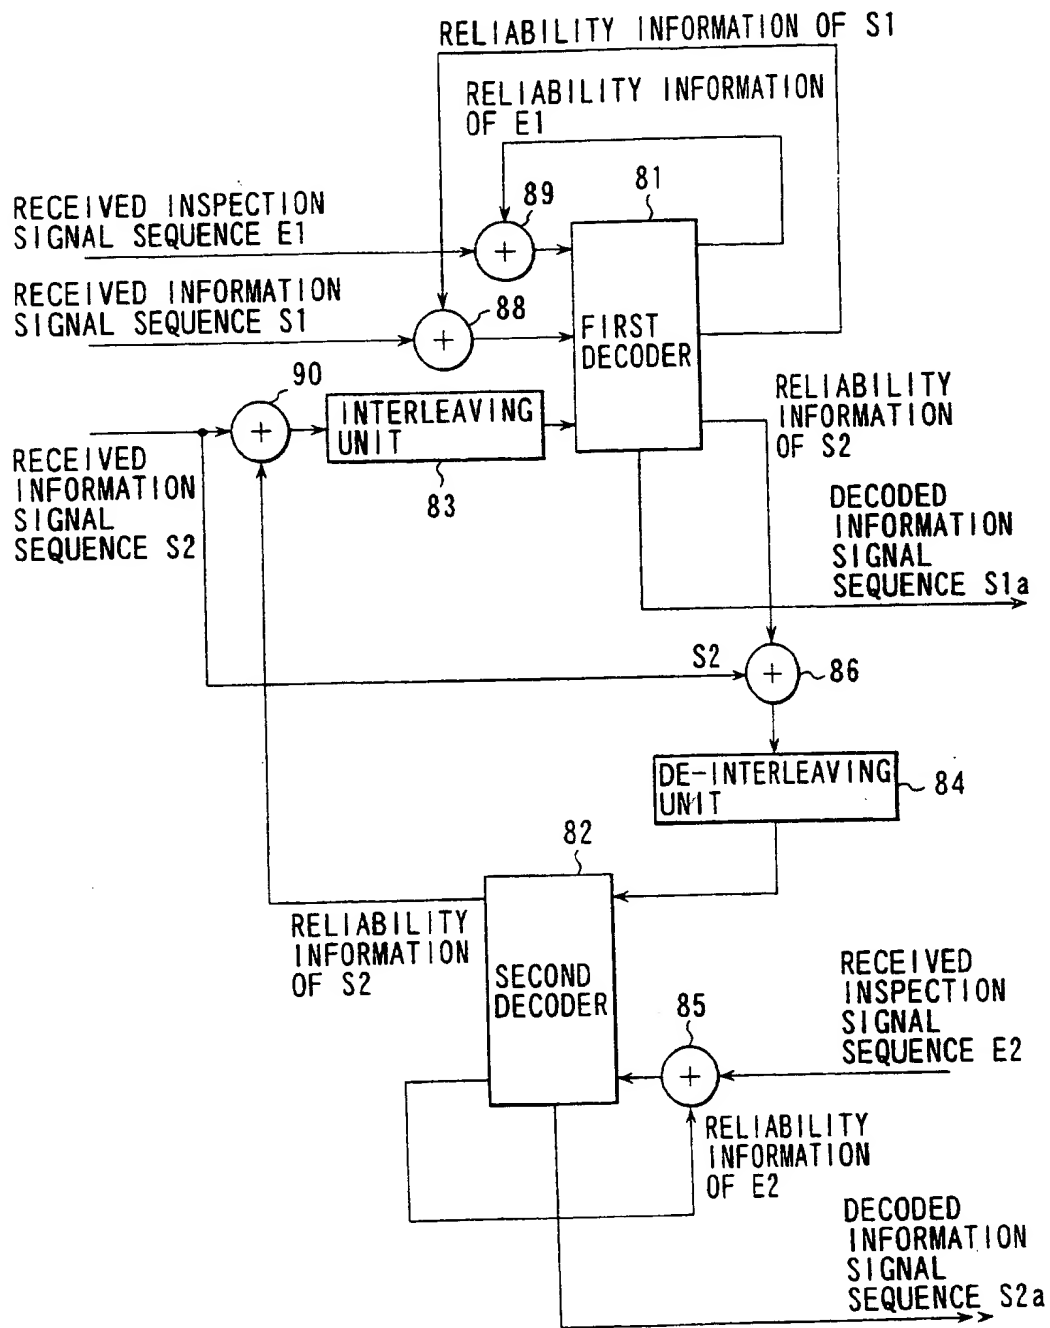 RELIABILITY INFORMATION OF S1
RELIABILITY INFORMATION
OF E1
81
89
RECEIVED INSPECTION
SIGNAL SEQUENCE E1
+
RECEIVED INFORMATION
SIGNAL SEQUENCE S1
88
+
FIRST
DECODER
90
RELIABILITY
INFORMATION
OF S2
INTERLEAVING
UNIT
+
83
RECEIVED
INFORMATION
SIGNAL
SEQUENCE S2
DECODED
INFORMATION
SIGNAL
SEQUENCE S1a
S2
+
86
DE-INTERLEAVING
UNIT
84
82
RELIABILITY
INFORMATION
OF S2
SECOND
DECODER
85
+
RECEIVED
INSPECTION
SIGNAL
SEQUENCE E2
RELIABILITY
INFORMATION
OF E2
DECODED
INFORMATION
SIGNAL
SEQUENCE S2a